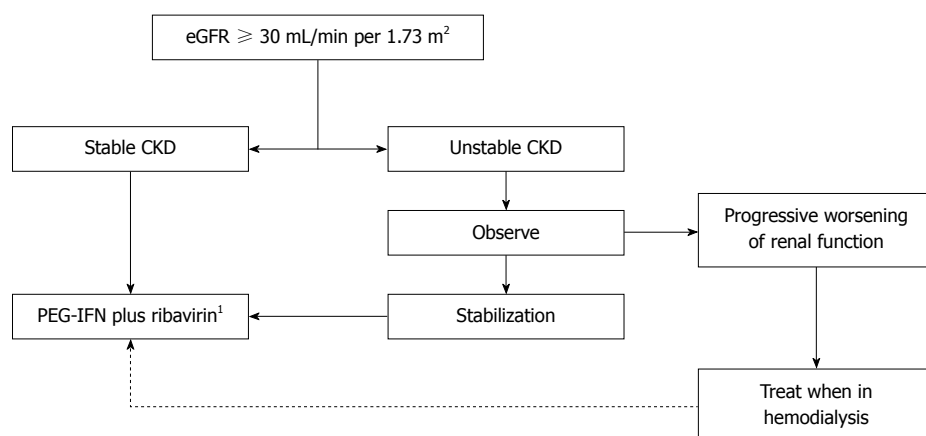 eGFR ≥ 30 mL/min per 1.73 m²
Stable CKD
Unstable CKD
Observe
Progressive worsening
of renal function
PEG-IFN plus ribavirin¹
Stabilization
Treat when in
hemodialysis